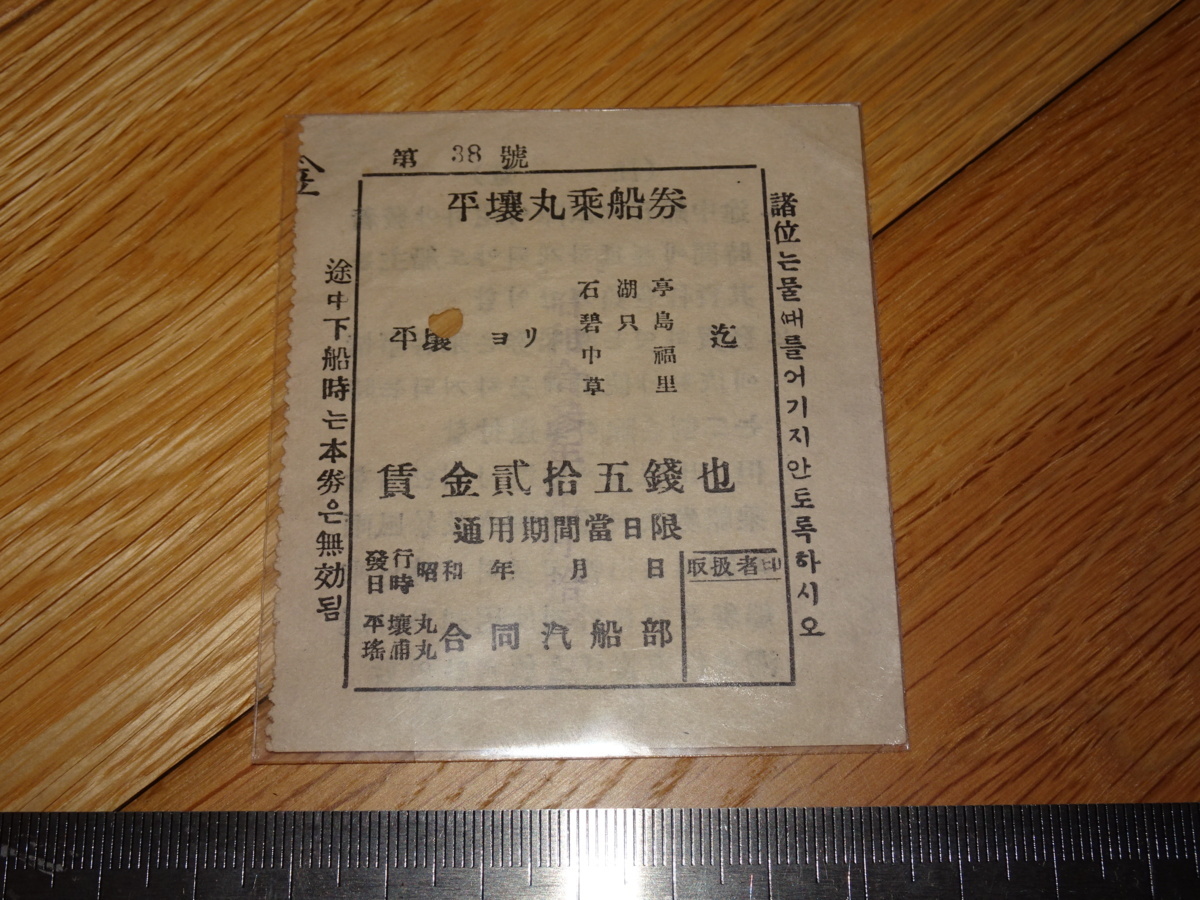 第 38 號
平壤丸乘船券
平壤 ヨリ 石湖亭 碧只島 中 福 草 里 迄
賃金貳拾五錢也
通用期間當日限
發行日時 昭和 年 月 日
取扱者印
平壤丸 瑤浦丸 合同汽船部
諸位는물때를어기지안토록하시오
途中下船時는本券은無効됨